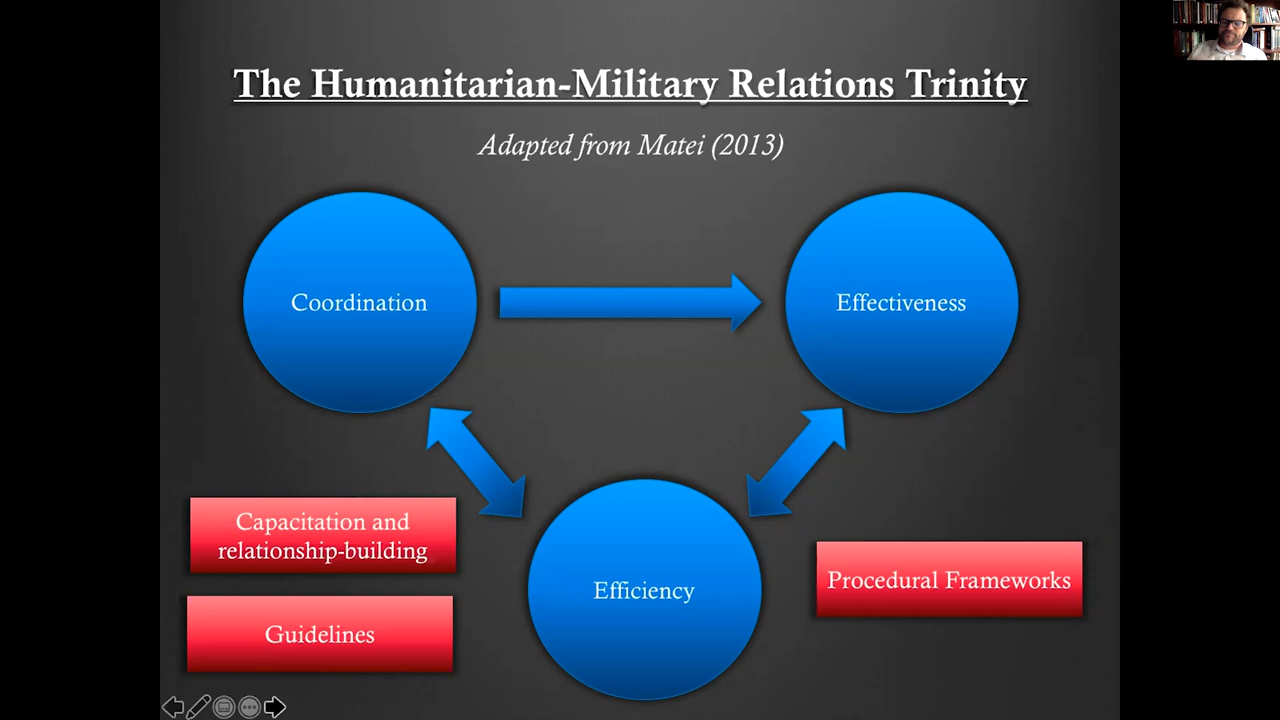 The Humanitarian-Military Relations Trinity
Adapted from Matei (2013)
Coordination
Effectiveness
Capacitation and
relationship-building
Efficiency
Procedural Frameworks
Guidelines